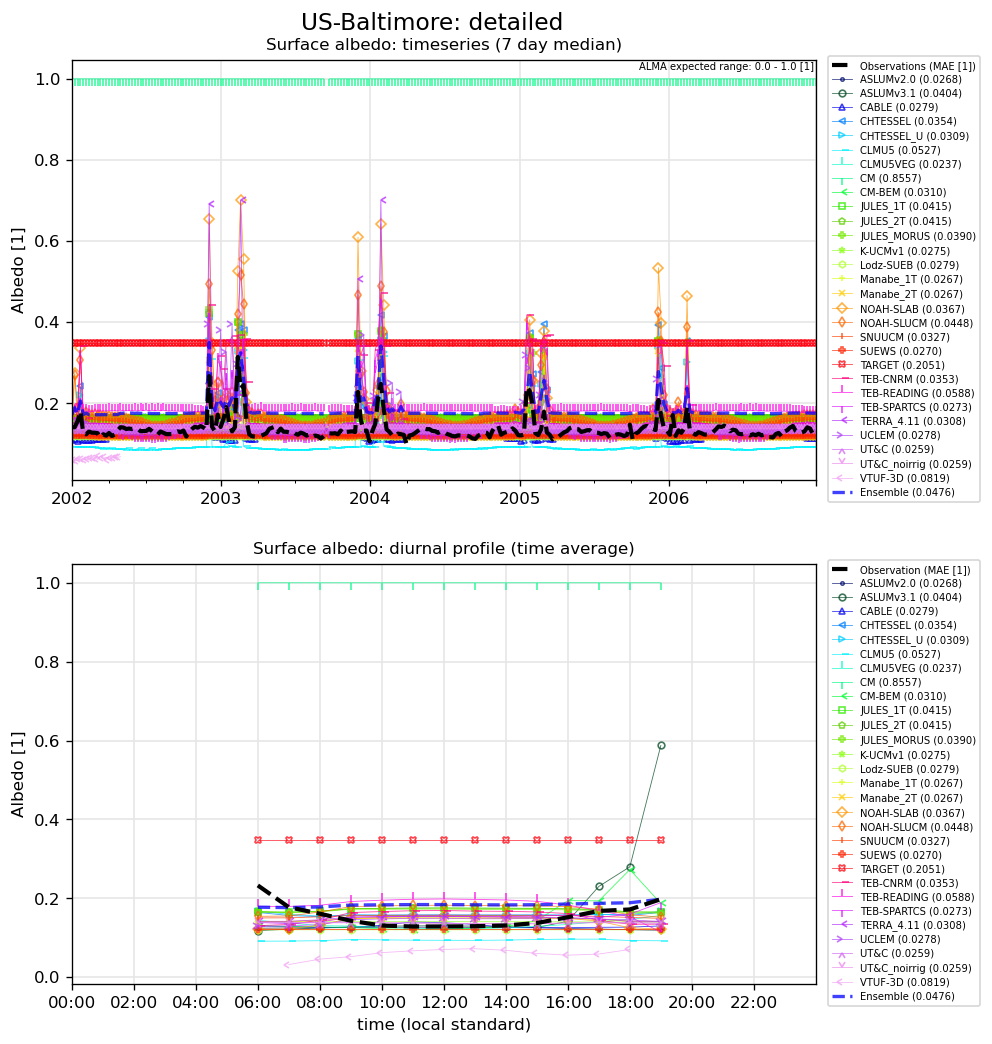 US-Baltimore: detailed
Surface albedo: timeseries (7 day median)
ALMA expected range: 0.0 - 1.0 [1]
Albedo [1]
1.0
0.8
0.6
0.4
0.2
2002
2003
2004
2005
2006
Observations (MAE [1])
ASLUMv2.0 (0.0268)
ASLUMv3.1 (0.0404)
CABLE (0.0279)
CHTESSEL (0.0354)
CHTESSEL_U (0.0309)
CLMU5 (0.0527)
CLMU5VEG (0.0237)
CM (0.8557)
CM-BEM (0.0310)
JULES_1T (0.0415)
JULES_2T (0.0415)
JULES_MORUS (0.0390)
K-UCMv1 (0.0275)
Lodz-SUEB (0.0279)
Manabe_1T (0.0267)
Manabe_2T (0.0267)
NOAH-SLAB (0.0367)
NOAH-SLUCM (0.0448)
SNUUCM (0.0327)
SUEWS (0.0270)
TARGET (0.2051)
TEB-CNRM (0.0353)
TEB-READING (0.0588)
TEB-SPARTCS (0.0273)
TERRA_4.11 (0.0308)
UCLEM (0.0278)
UT&C (0.0259)
UT&C_noirrig (0.0259)
VTUF-3D (0.0819)
Ensemble (0.0476)
Surface albedo: diurnal profile (time average)
Albedo [1]
1.0
0.8
0.6
0.4
0.2
0.0
00:00
02:00
04:00
06:00
08:00
10:00
12:00
14:00
16:00
18:00
20:00
22:00
time (local standard)
Observation (MAE [1])
ASLUMv2.0 (0.0268)
ASLUMv3.1 (0.0404)
CABLE (0.0279)
CHTESSEL (0.0354)
CHTESSEL_U (0.0309)
CLMU5 (0.0527)
CLMU5VEG (0.0237)
CM (0.8557)
CM-BEM (0.0310)
JULES_1T (0.0415)
JULES_2T (0.0415)
JULES_MORUS (0.0390)
K-UCMv1 (0.0275)
Lodz-SUEB (0.0279)
Manabe_1T (0.0267)
Manabe_2T (0.0267)
NOAH-SLAB (0.0367)
NOAH-SLUCM (0.0448)
SNUUCM (0.0327)
SUEWS (0.0270)
TARGET (0.2051)
TEB-CNRM (0.0353)
TEB-READING (0.0588)
TEB-SPARTCS (0.0273)
TERRA_4.11 (0.0308)
UCLEM (0.0278)
UT&C (0.0259)
UT&C_noirrig (0.0259)
VTUF-3D (0.0819)
Ensemble (0.0476)